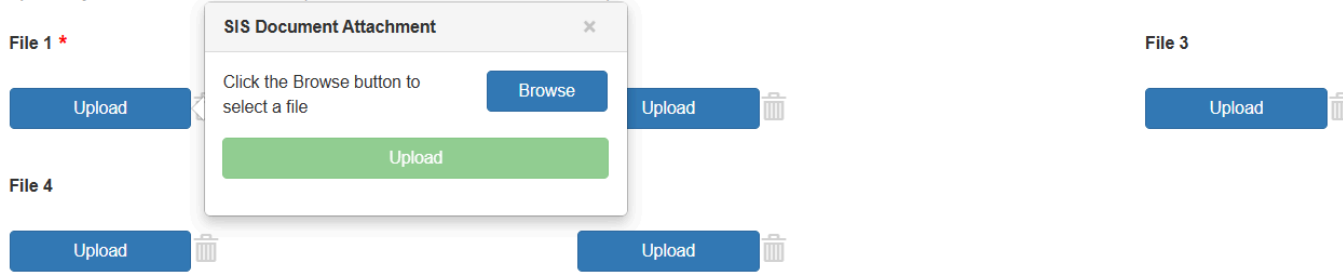 SIS Document Attachment ×
File 1 *
File 3
Click the Browse button to
select a file
Browse
Upload
Upload
Upload
Upload
File 4
Upload
Upload